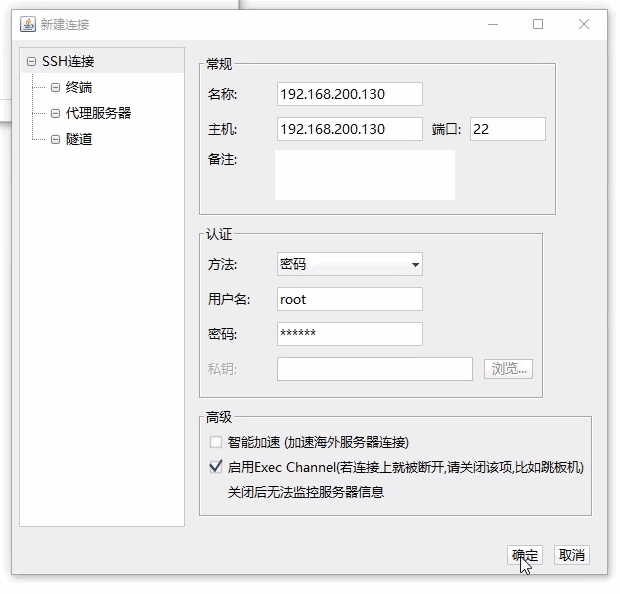 新建连接
SSH连接
终端
代理服务器
隧道
常规
名称: 192.168.200.130
主机: 192.168.200.130 端口: 22
备注:
认证
方法: 密码
用户名: root
密码: ******
私钥: 浏览...
高级
智能加速 (加速海外服务器连接)
启用Exec Channel(若连接上就被断开,请关闭该项,比如跳板机)
关闭后无法监控服务器信息
确定 取消